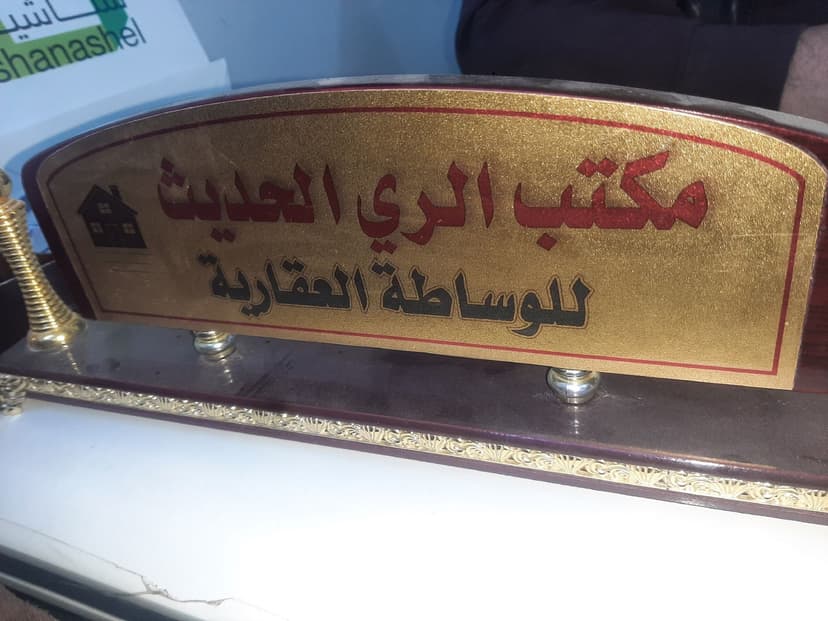 مكتب الري الحديث
للوساطة العقارية
shanashel